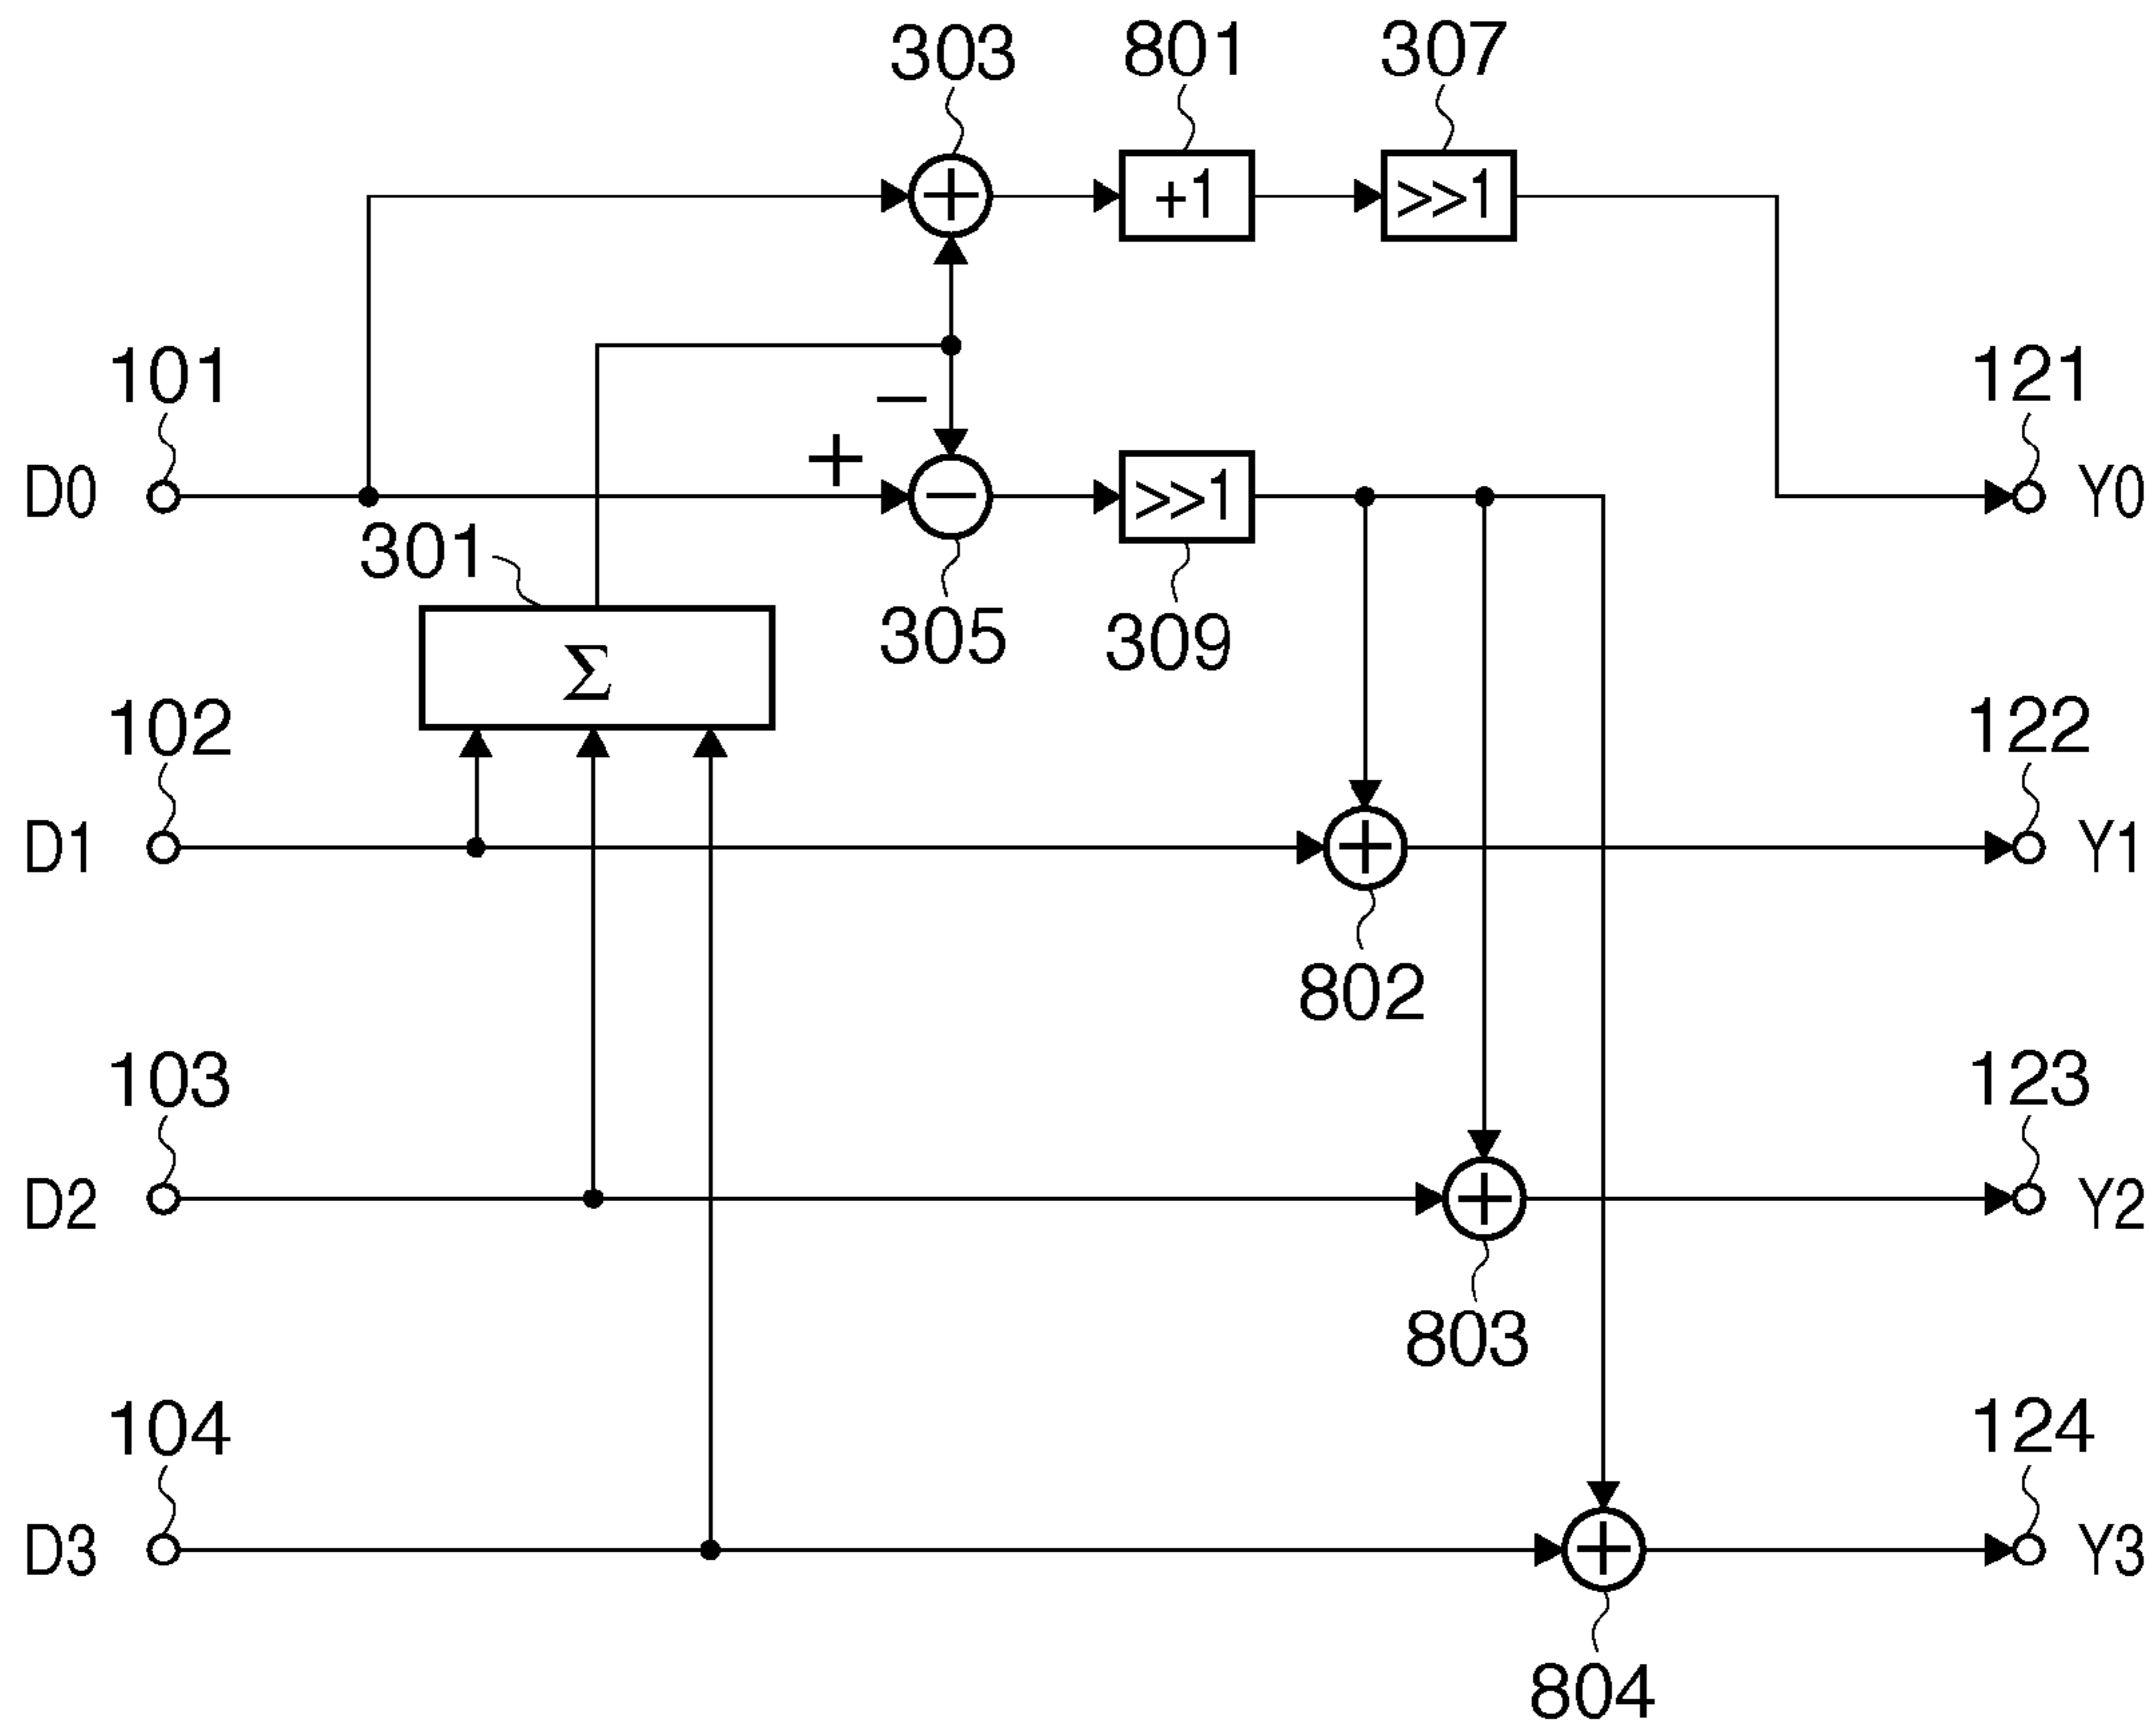 303 801 307
+ +1 >>1
101 121
− +
D0 − >>1 Y0
301 305 309
Σ
102 122
D1 + Y1
802
103 123
D2 + Y2
803
104 124
D3 + Y3
804